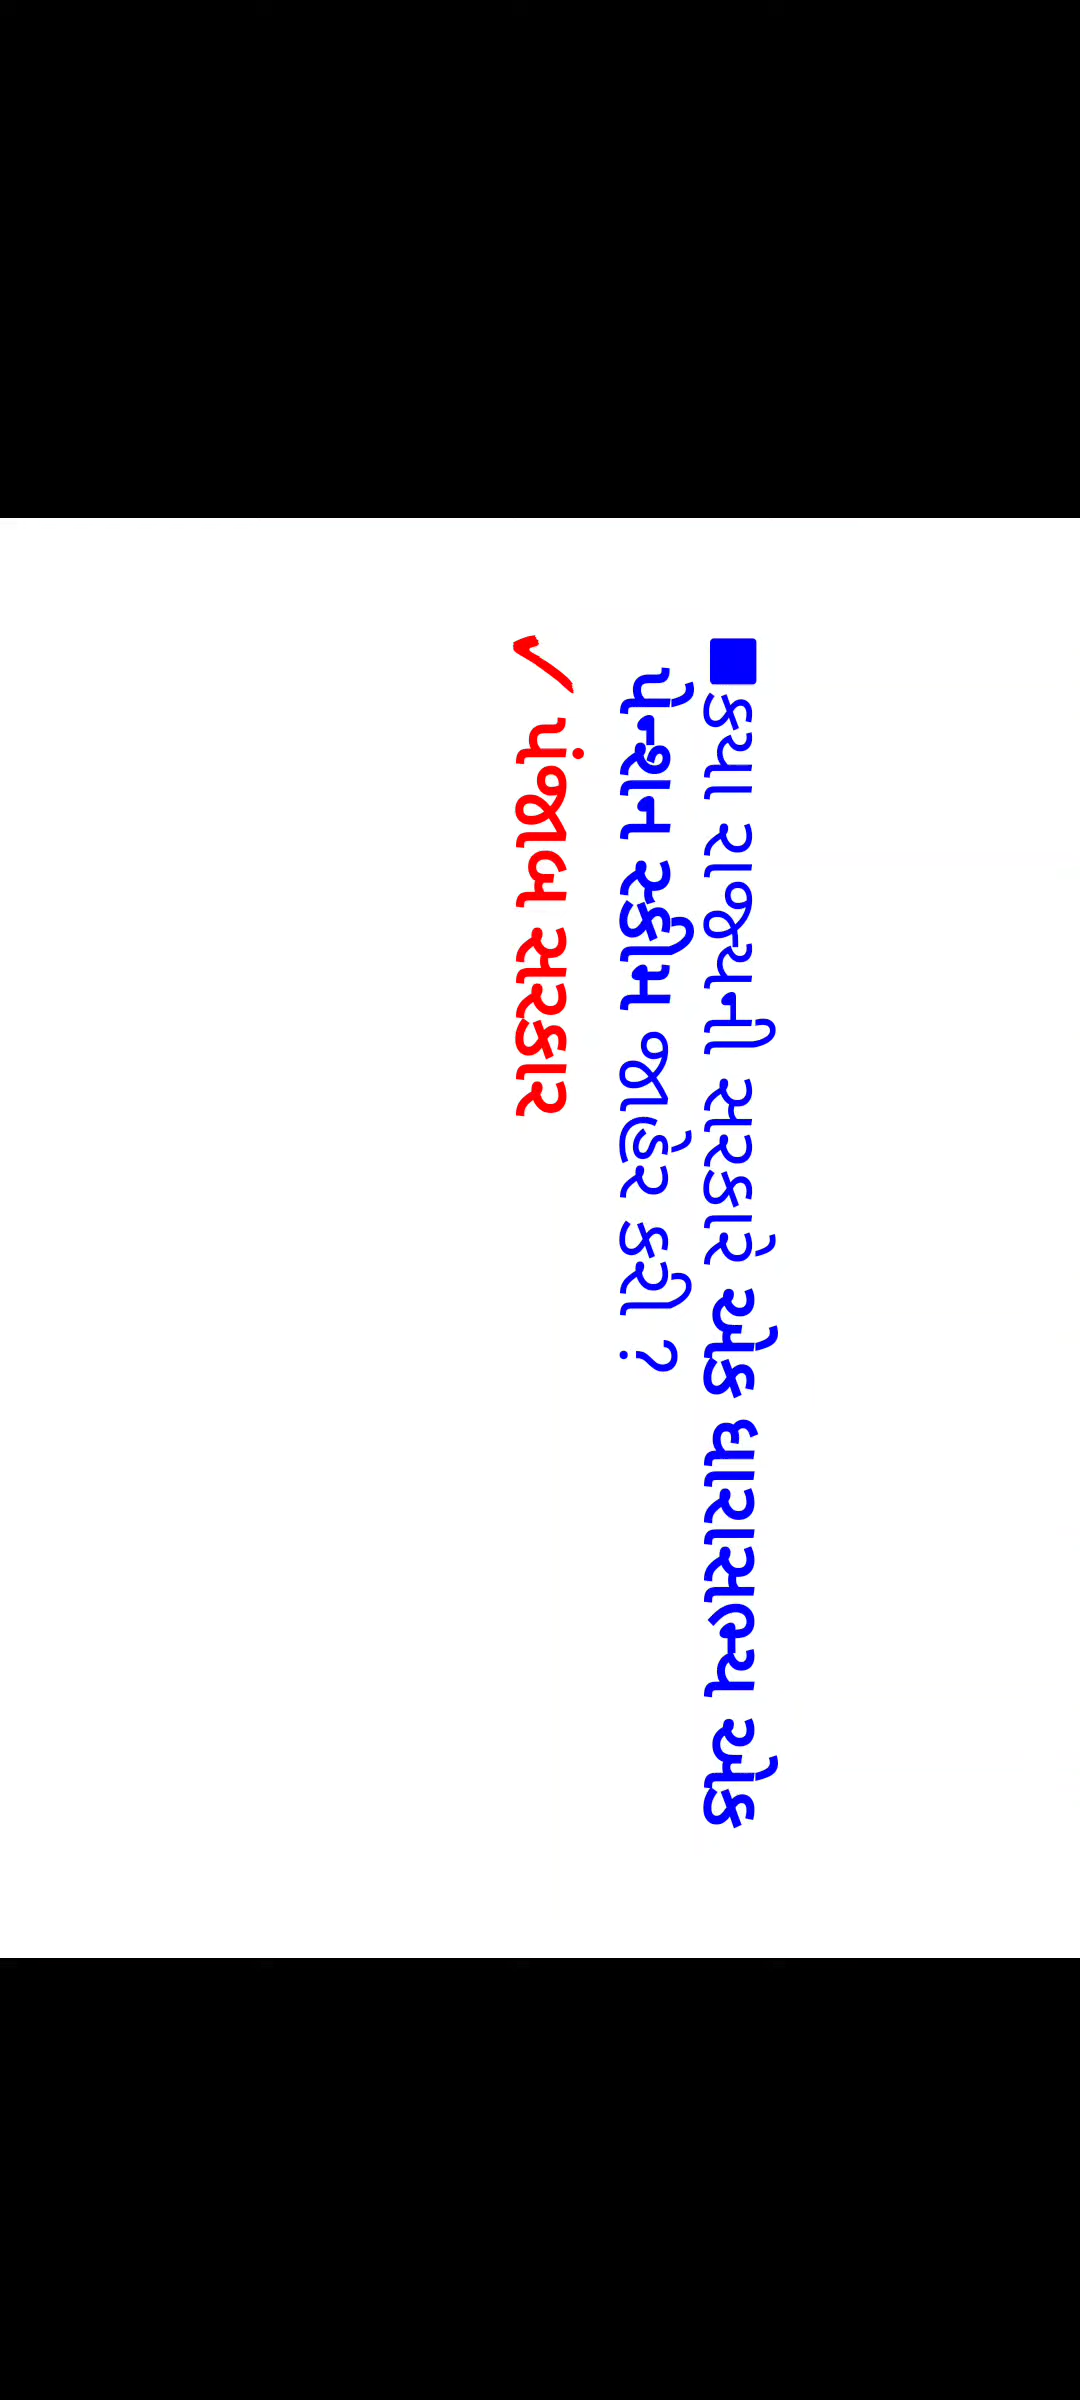 ■કયા રાજ્યની સરકારે એક ધારાસભ્ય એક
પેન્શન સ્કીમ જાહેર કરી ?
✓ પંજાબ સરકાર